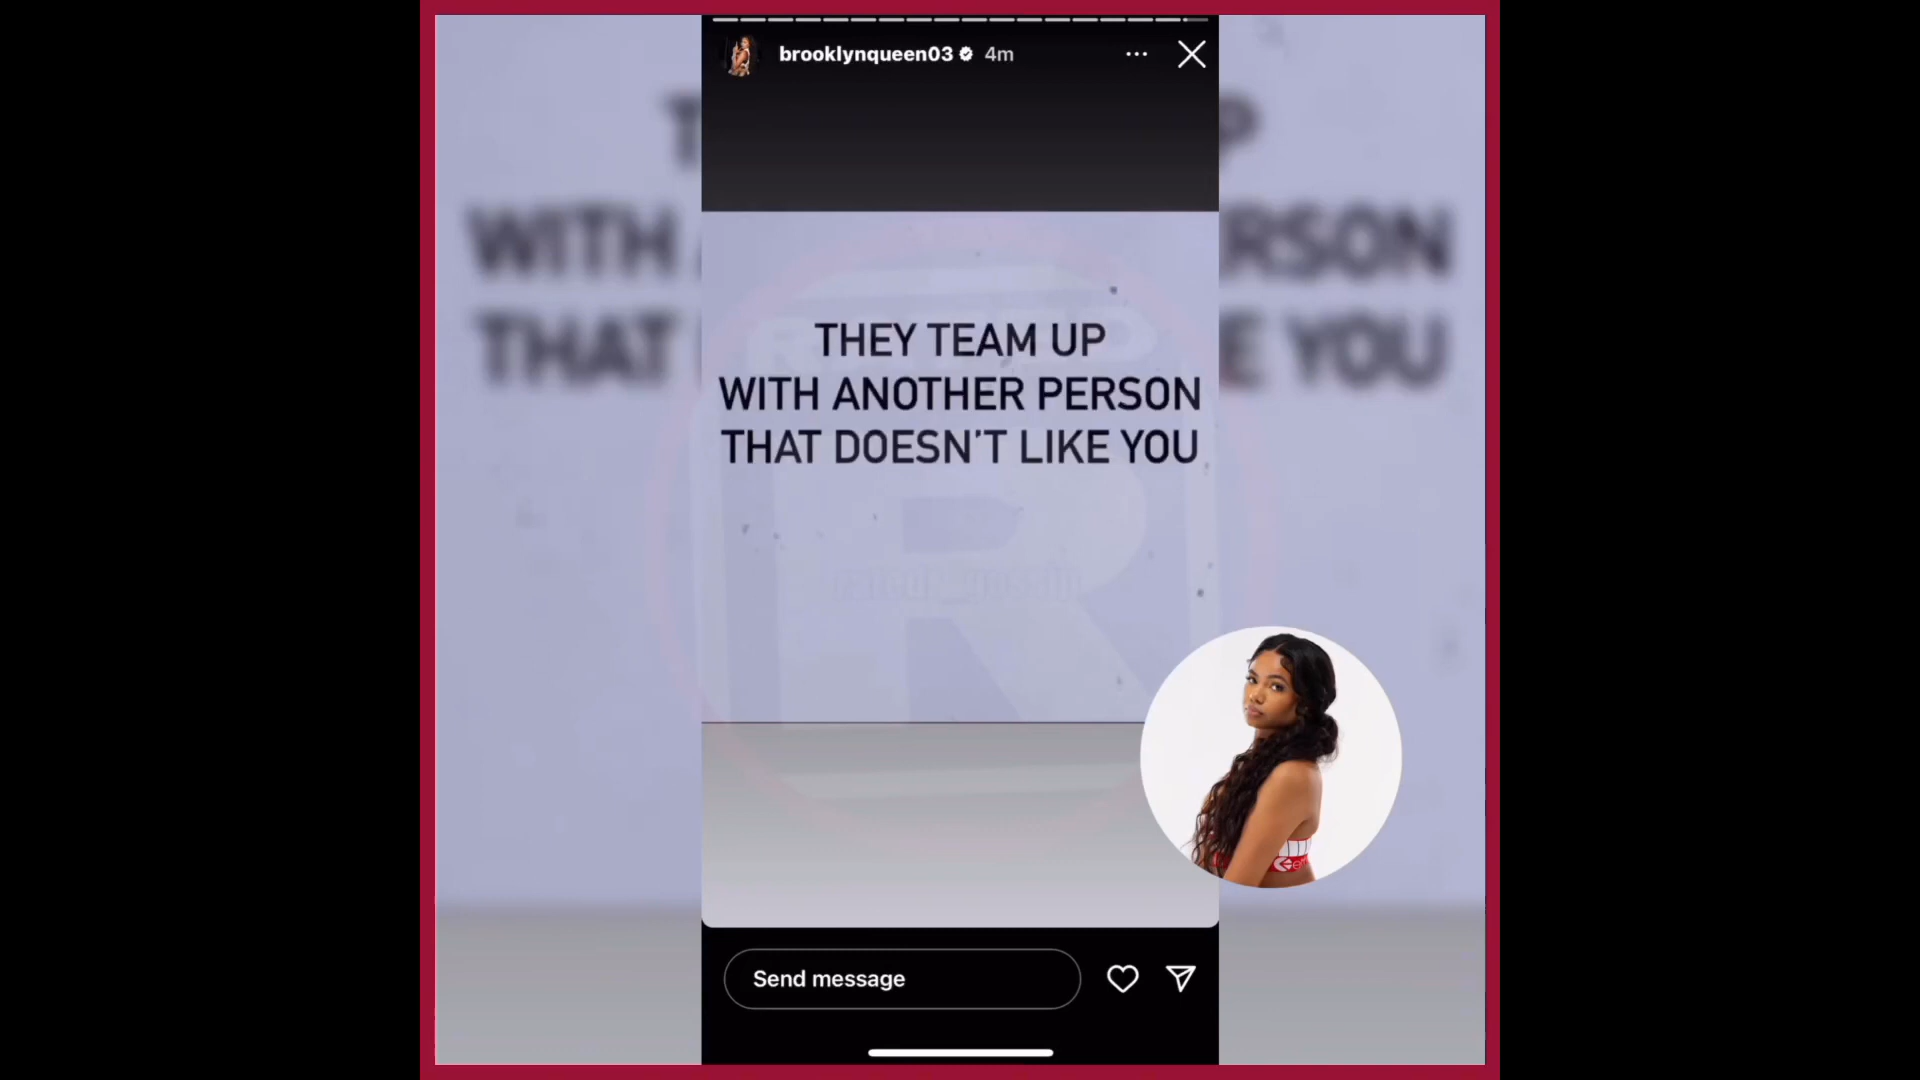 brooklynqueen03 4m
THEY TEAM UP
WITH ANOTHER PERSON
THAT DOESN'T LIKE YOU
Send message